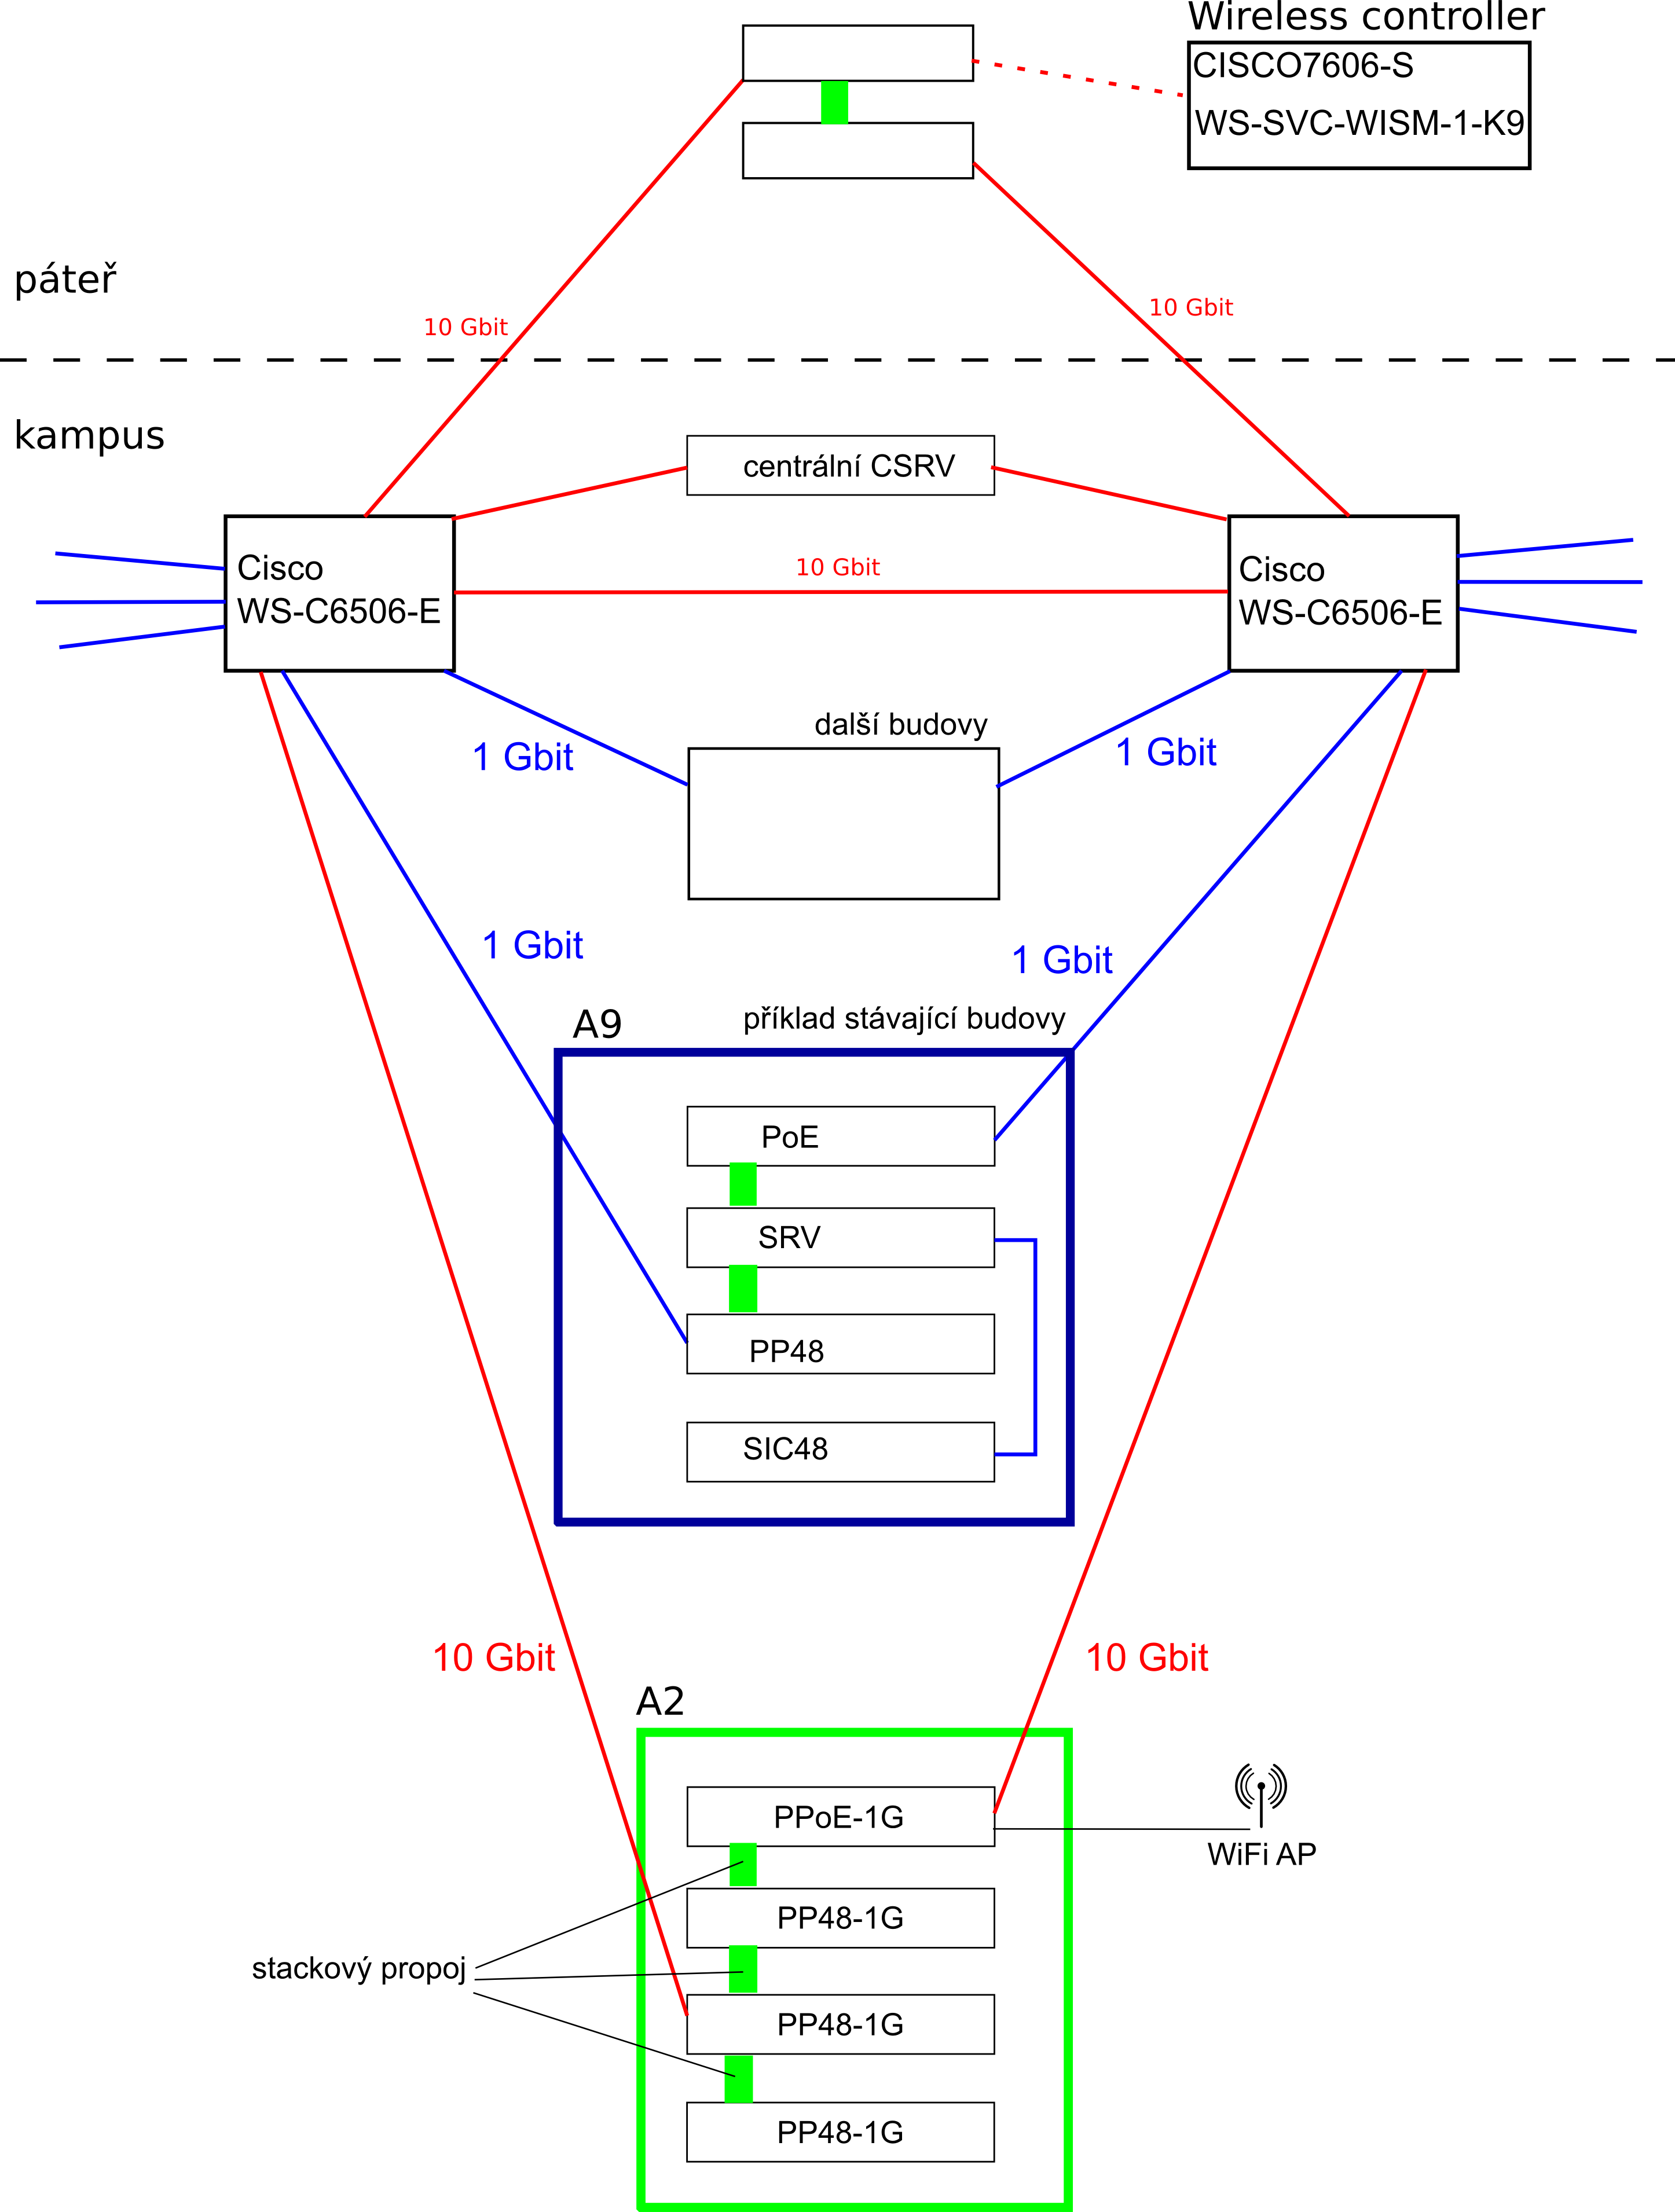 Wireless controller
CISCO7606-S
WS-SVC-WISM-1-K9
páteř
10 Gbit
10 Gbit
kampus
centrální CSRV
Cisco
WS-C6506-E
10 Gbit
Cisco
WS-C6506-E
další budovy
1 Gbit
1 Gbit
1 Gbit
1 Gbit
A9
příklad stávající budovy
PoE
SRV
PP48
SIC48
10 Gbit
10 Gbit
A2
PPoE-1G
WiFi AP
PP48-1G
stackový propoj
PP48-1G
PP48-1G